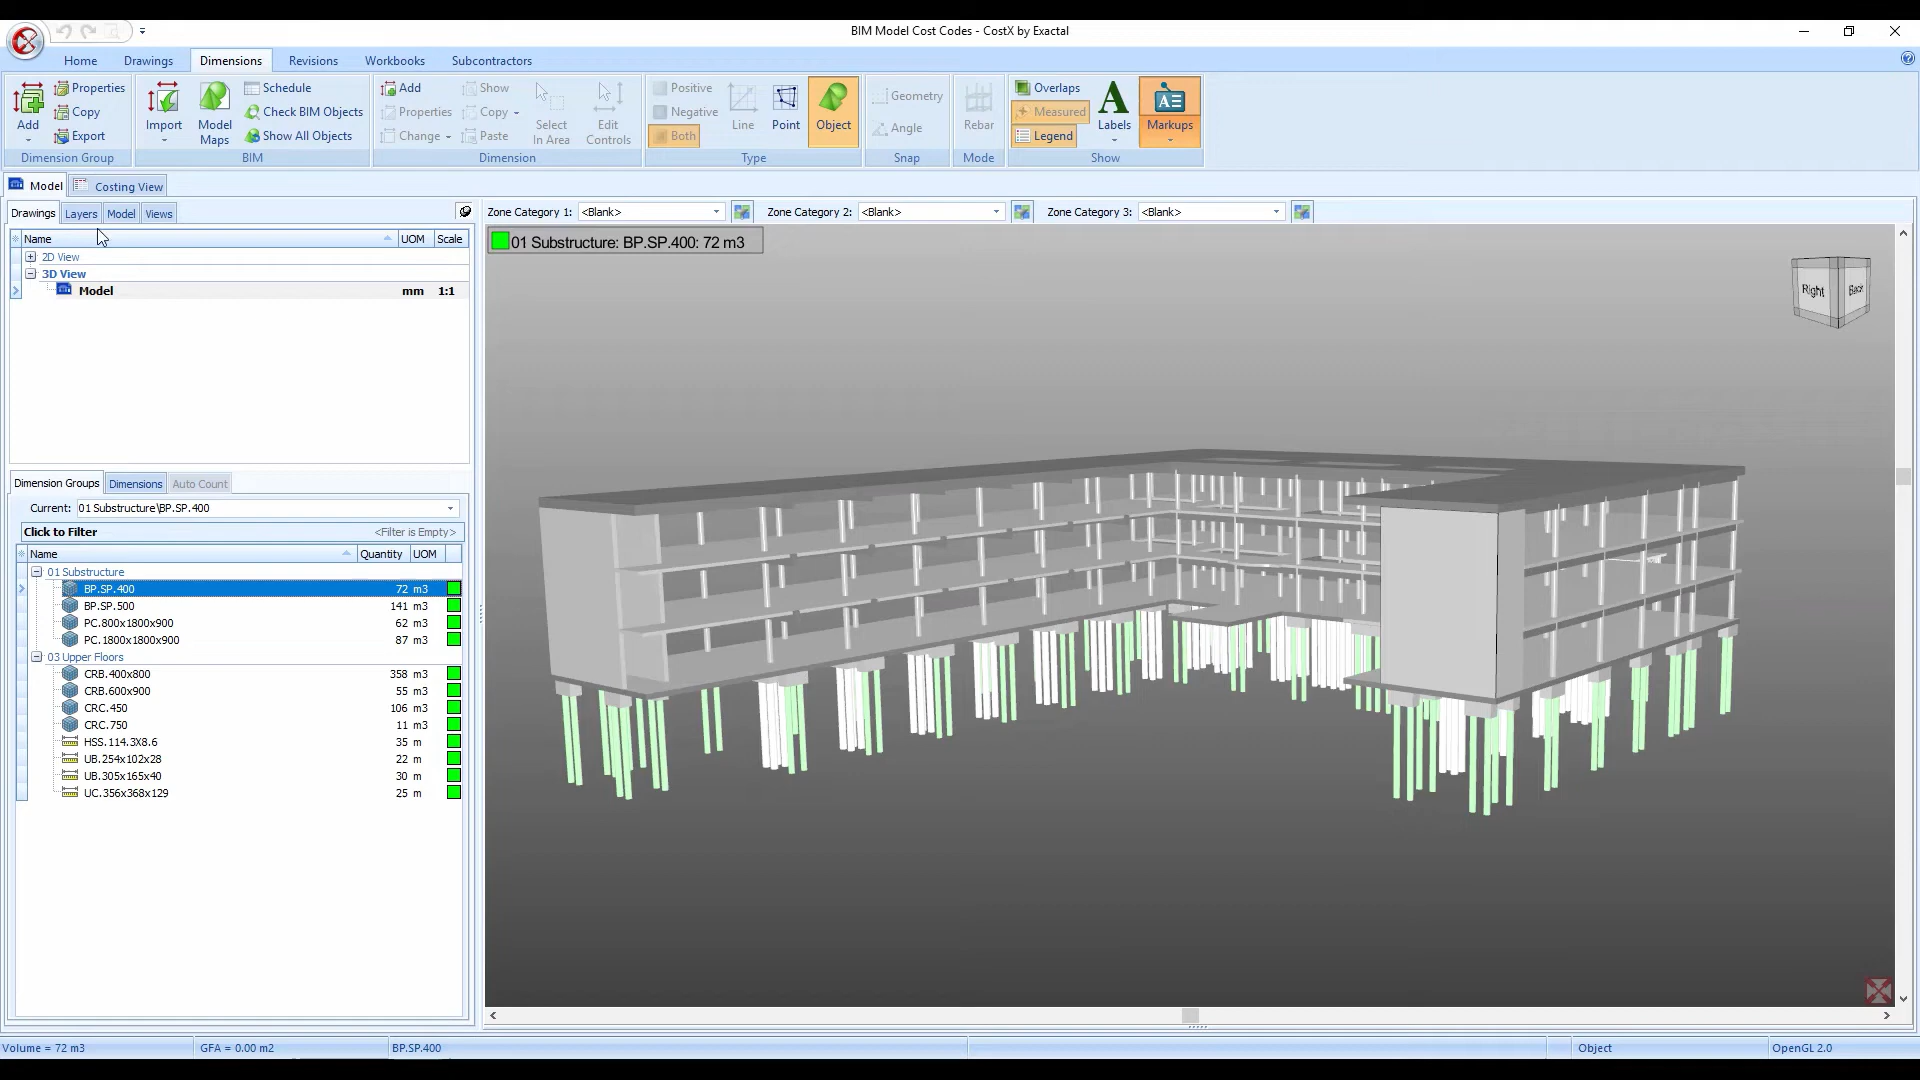 BIM Model Cost Codes - CostX by Exactal
Home Drawings Dimensions Revisions Workbooks Subcontractors
Add Properties Copy Export
Dimension Group
Import Model Maps Schedule Check BIM Objects Show All Objects
BIM
Add Properties Change Show Copy Paste Select In Area Edit Controls
Dimension
Positive Negative Both Line Point Object
Type
Geometry Angle
Snap
Rebar
Mode
Overlaps Measured Legend Labels Markups
Show
Model Costing View
Drawings Layers Model Views
Zone Category 1: <Blank> Zone Category 2: <Blank> Zone Category 3: <Blank>
Name UOM Scale
2D View
3D View
Model mm 1:1
01 Substructure: BP.SP.400: 72 m3
Right Back
Dimension Groups Dimensions Auto Count
Current: 01 Substructure\BP.SP.400
Click to Filter <Filter is Empty>
Name Quantity UOM
01 Substructure
BP.SP.400 72 m3
BP.SP.500 141 m3
PC.800x1800x900 62 m3
PC.1800x1800x900 87 m3
03 Upper Floors
CRB.400x800 358 m3
CRB.600x900 55 m3
CRC.450 106 m3
CRC.750 11 m3
HSS.114.3X8.6 35 m
UB.254x102x28 22 m
UB.305x165x40 30 m
UC.356x368x129 25 m
Volume = 72 m3 GFA = 0.00 m2 BP.SP.400 Object OpenGL 2.0